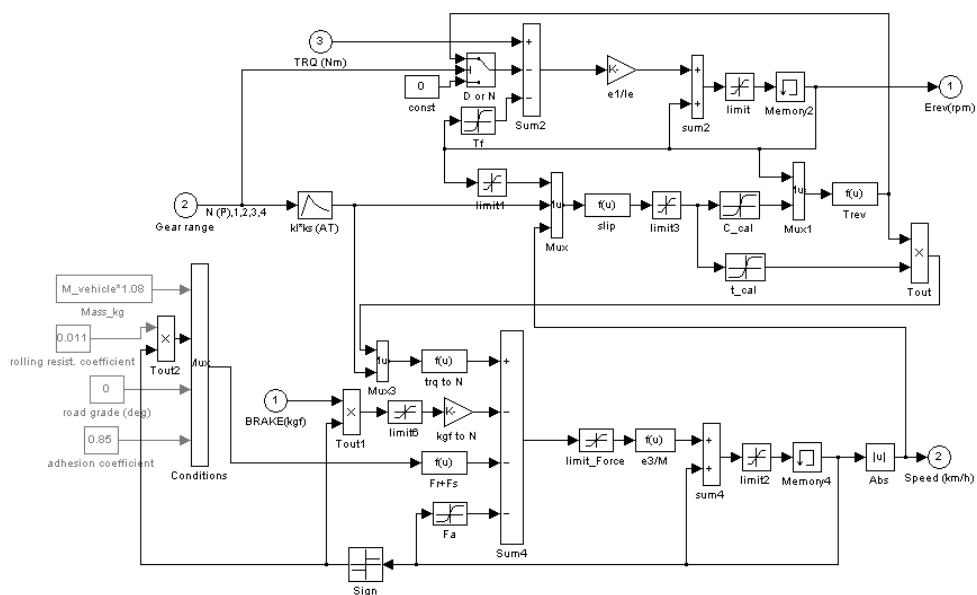 3
TRQ (Nm)
+
−
−
Sum2
D or N
0
const
Tf
K-
e1/Ie
+
+
sum2
limit
Memory2
1
Erev(rpm)
2
Gear range
N (P),1,2,3,4
kl*ks (AT)
limit1
Mux
f(u)
slip
limit3
C_cal
Mux1
f(u)
Trev
t_cal
×
Tout
M_vehicle*1.08
Mass_kg
0.011
rolling resist. coefficient
×
Tout2
Mux
0
road grade (deg)
0.85
adhesion coefficient
Conditions
Mux3
f(u)
trq to N
1
BRAKE(kgf)
×
Tout1
limit6
K-
kgf to N
f(u)
Fr+Fs
Fa
+
−
−
−
Sum4
limit_Force
f(u)
e3/M
+
+
sum4
limit2
Memory4
|u|
Abs
2
Speed (km/h)
Sign